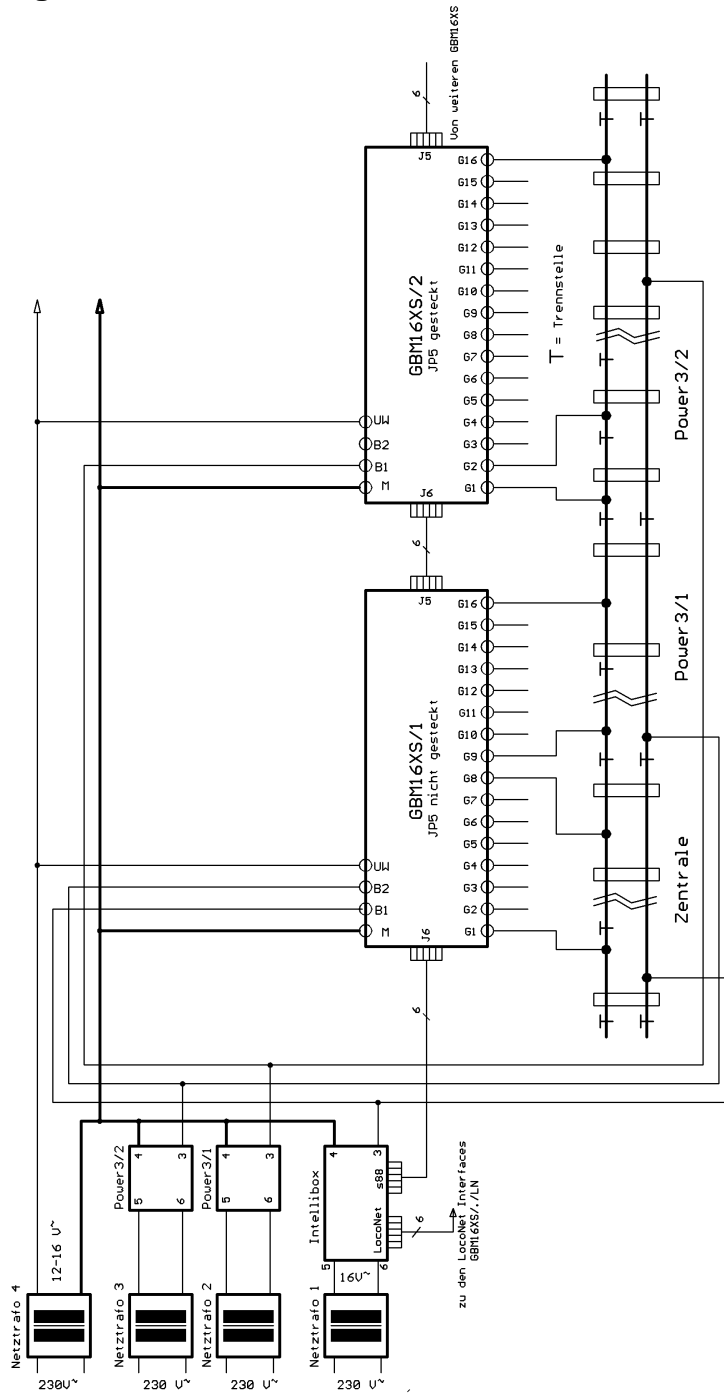 Von weiteren GBM16XS
6
J5
GBM16XS/2
JP5 gesteckt
UW
B2
B1
M
G16
G15
G14
G13
G12
G11
G10
G9
G8
G7
G6
G5
G4
G3
G2
G1
J6
6
T = Trennstelle
J5
GBM16XS/1
JP5 nicht gesteckt
UW
B2
B1
M
G16
G15
G14
G13
G12
G11
G10
G9
G8
G7
G6
G5
G4
G3
G2
G1
J6
6
Power3/2
Power3/1
Zentrale
Netztrafo 4
12-16 V~
230V~
Netztrafo 3
230 V~
Power3/2
5
4
6
3
Netztrafo 2
230 V~
Power3/1
5
4
6
3
Netztrafo 1
230 V~
16V~
Intellibox
5
4
6
3
LocoNet
s88
6
zu den LocoNet Interfaces
GBM16XS/./LN